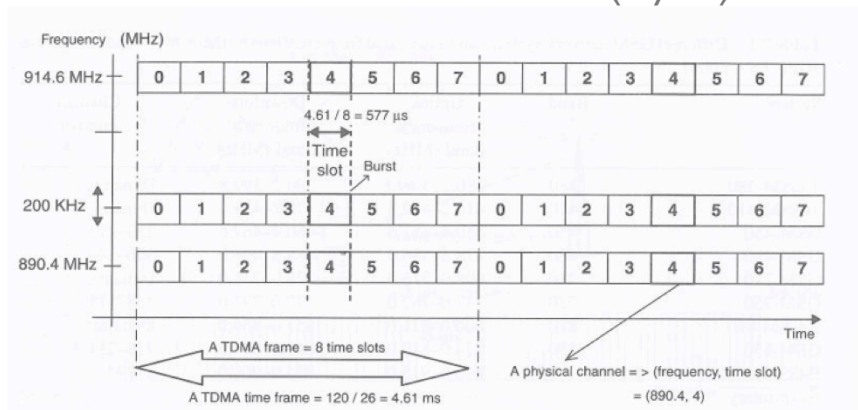 Frequency (MHz)
914.6 MHz
0 1 2 3 4 5 6 7 0 1 2 3 4 5 6 7
4.61 / 8 = 577 µs
Time
slot
Burst
200 KHz
0 1 2 3 4 5 6 7 0 1 2 3 4 5 6 7
890.4 MHz
0 1 2 3 4 5 6 7 0 1 2 3 4 5 6 7
Time
A TDMA frame = 8 time slots
A TDMA time frame = 120 / 26 = 4.61 ms
A physical channel = > (frequency, time slot)
= (890.4, 4)